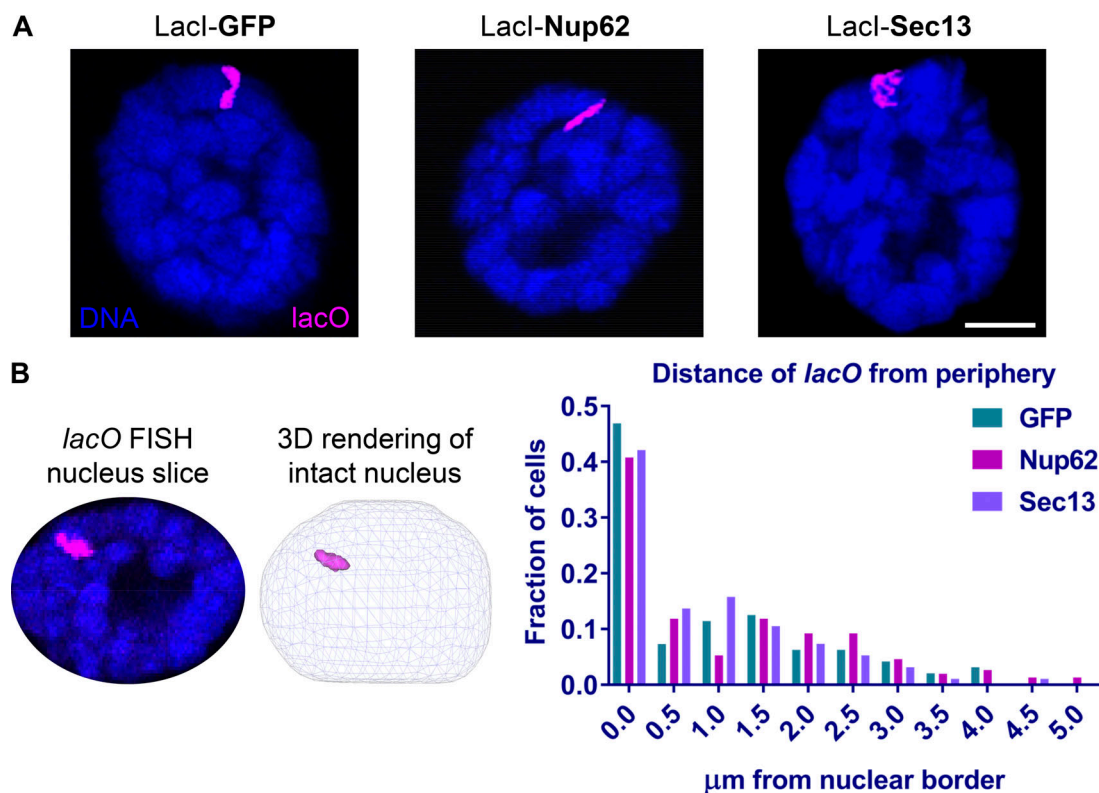 A
LacI-GFP
LacI-Nup62
LacI-Sec13
DNA
lacO
B
lacO FISH
nucleus slice
3D rendering of
intact nucleus
Distance of lacO from periphery
GFP
Nup62
Sec13
Fraction of cells
0.5
0.4
0.3
0.2
0.1
0.0
0.0
0.5
1.0
1.5
2.0
2.5
3.0
3.5
4.0
4.5
5.0
μm from nuclear border